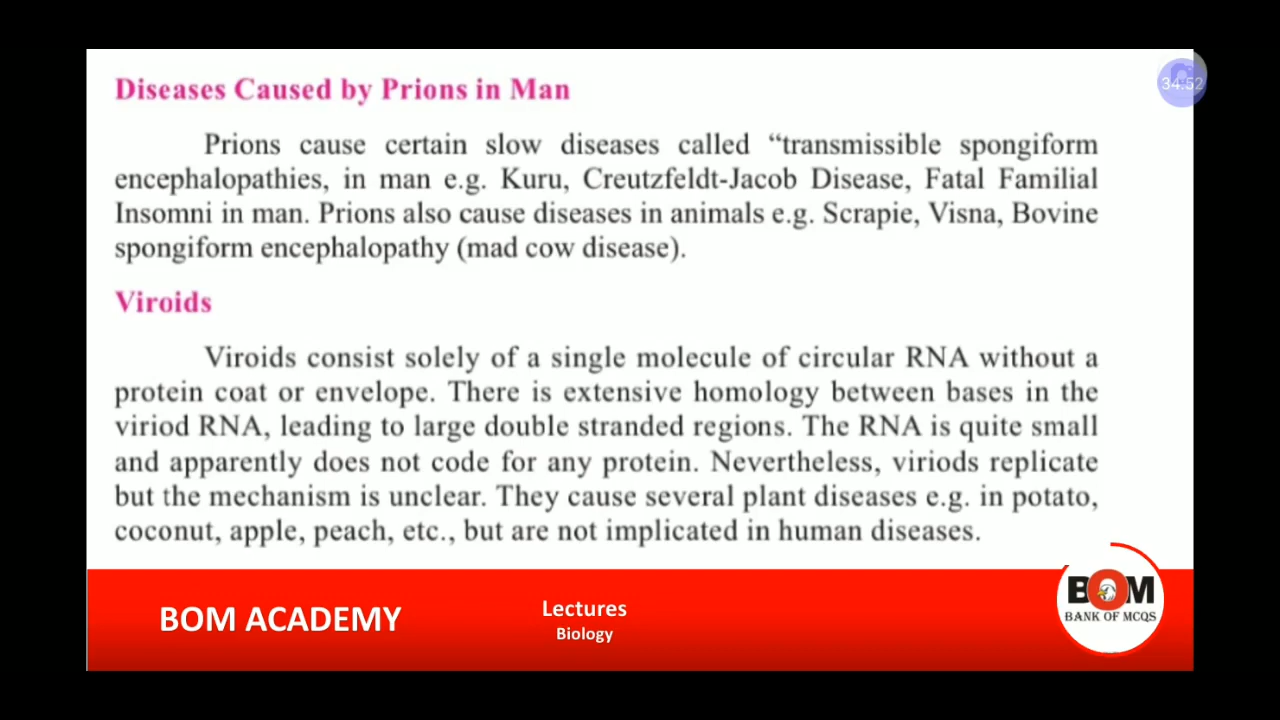 34:52
Diseases Caused by Prions in Man
Prions cause certain slow diseases called “transmissible spongiform
encephalopathies, in man e.g. Kuru, Creutzfeldt-Jacob Disease, Fatal Familial
Insomni in man. Prions also cause diseases in animals e.g. Scrapie, Visna, Bovine
spongiform encephalopathy (mad cow disease).
Viroids
Viroids consist solely of a single molecule of circular RNA without a
protein coat or envelope. There is extensive homology between bases in the
viriod RNA, leading to large double stranded regions. The RNA is quite small
and apparently does not code for any protein. Nevertheless, viriods replicate
but the mechanism is unclear. They cause several plant diseases e.g. in potato,
coconut, apple, peach, etc., but are not implicated in human diseases.
BOM ACADEMY
Lectures
Biology
BOM
BANK OF MCQS